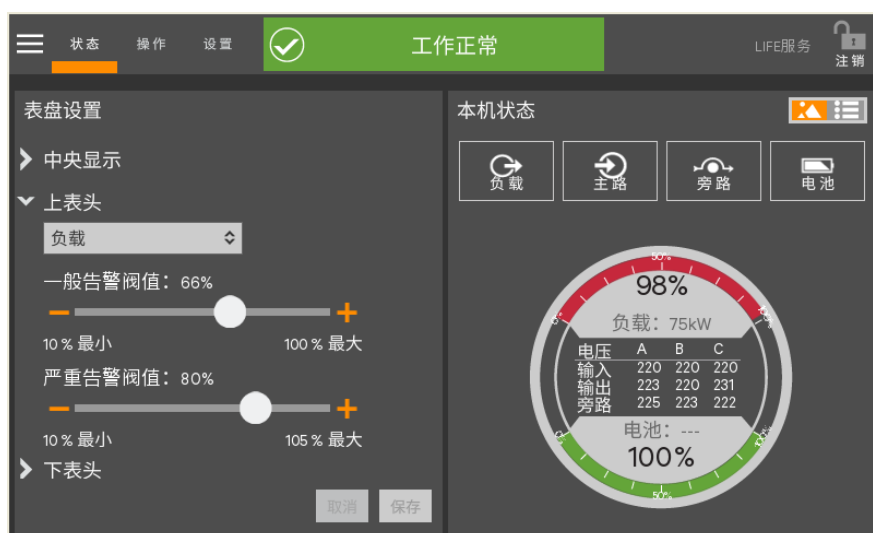 状态 操作 设置 工作正常 LIFE服务 注销
表盘设置
中央显示
上表头
负载
一般告警阀值：66%
10 % 最小 100 % 最大
严重告警阀值：80%
10 % 最小 105 % 最大
下表头
取消 保存
本机状态
负载 主路 旁路 电池
50%
98%
0% 100%
负载：75kW
电压 A B C
输入 220 220 220
输出 223 220 231
旁路 225 223 222
电池：---
0% 100%
100%
50%